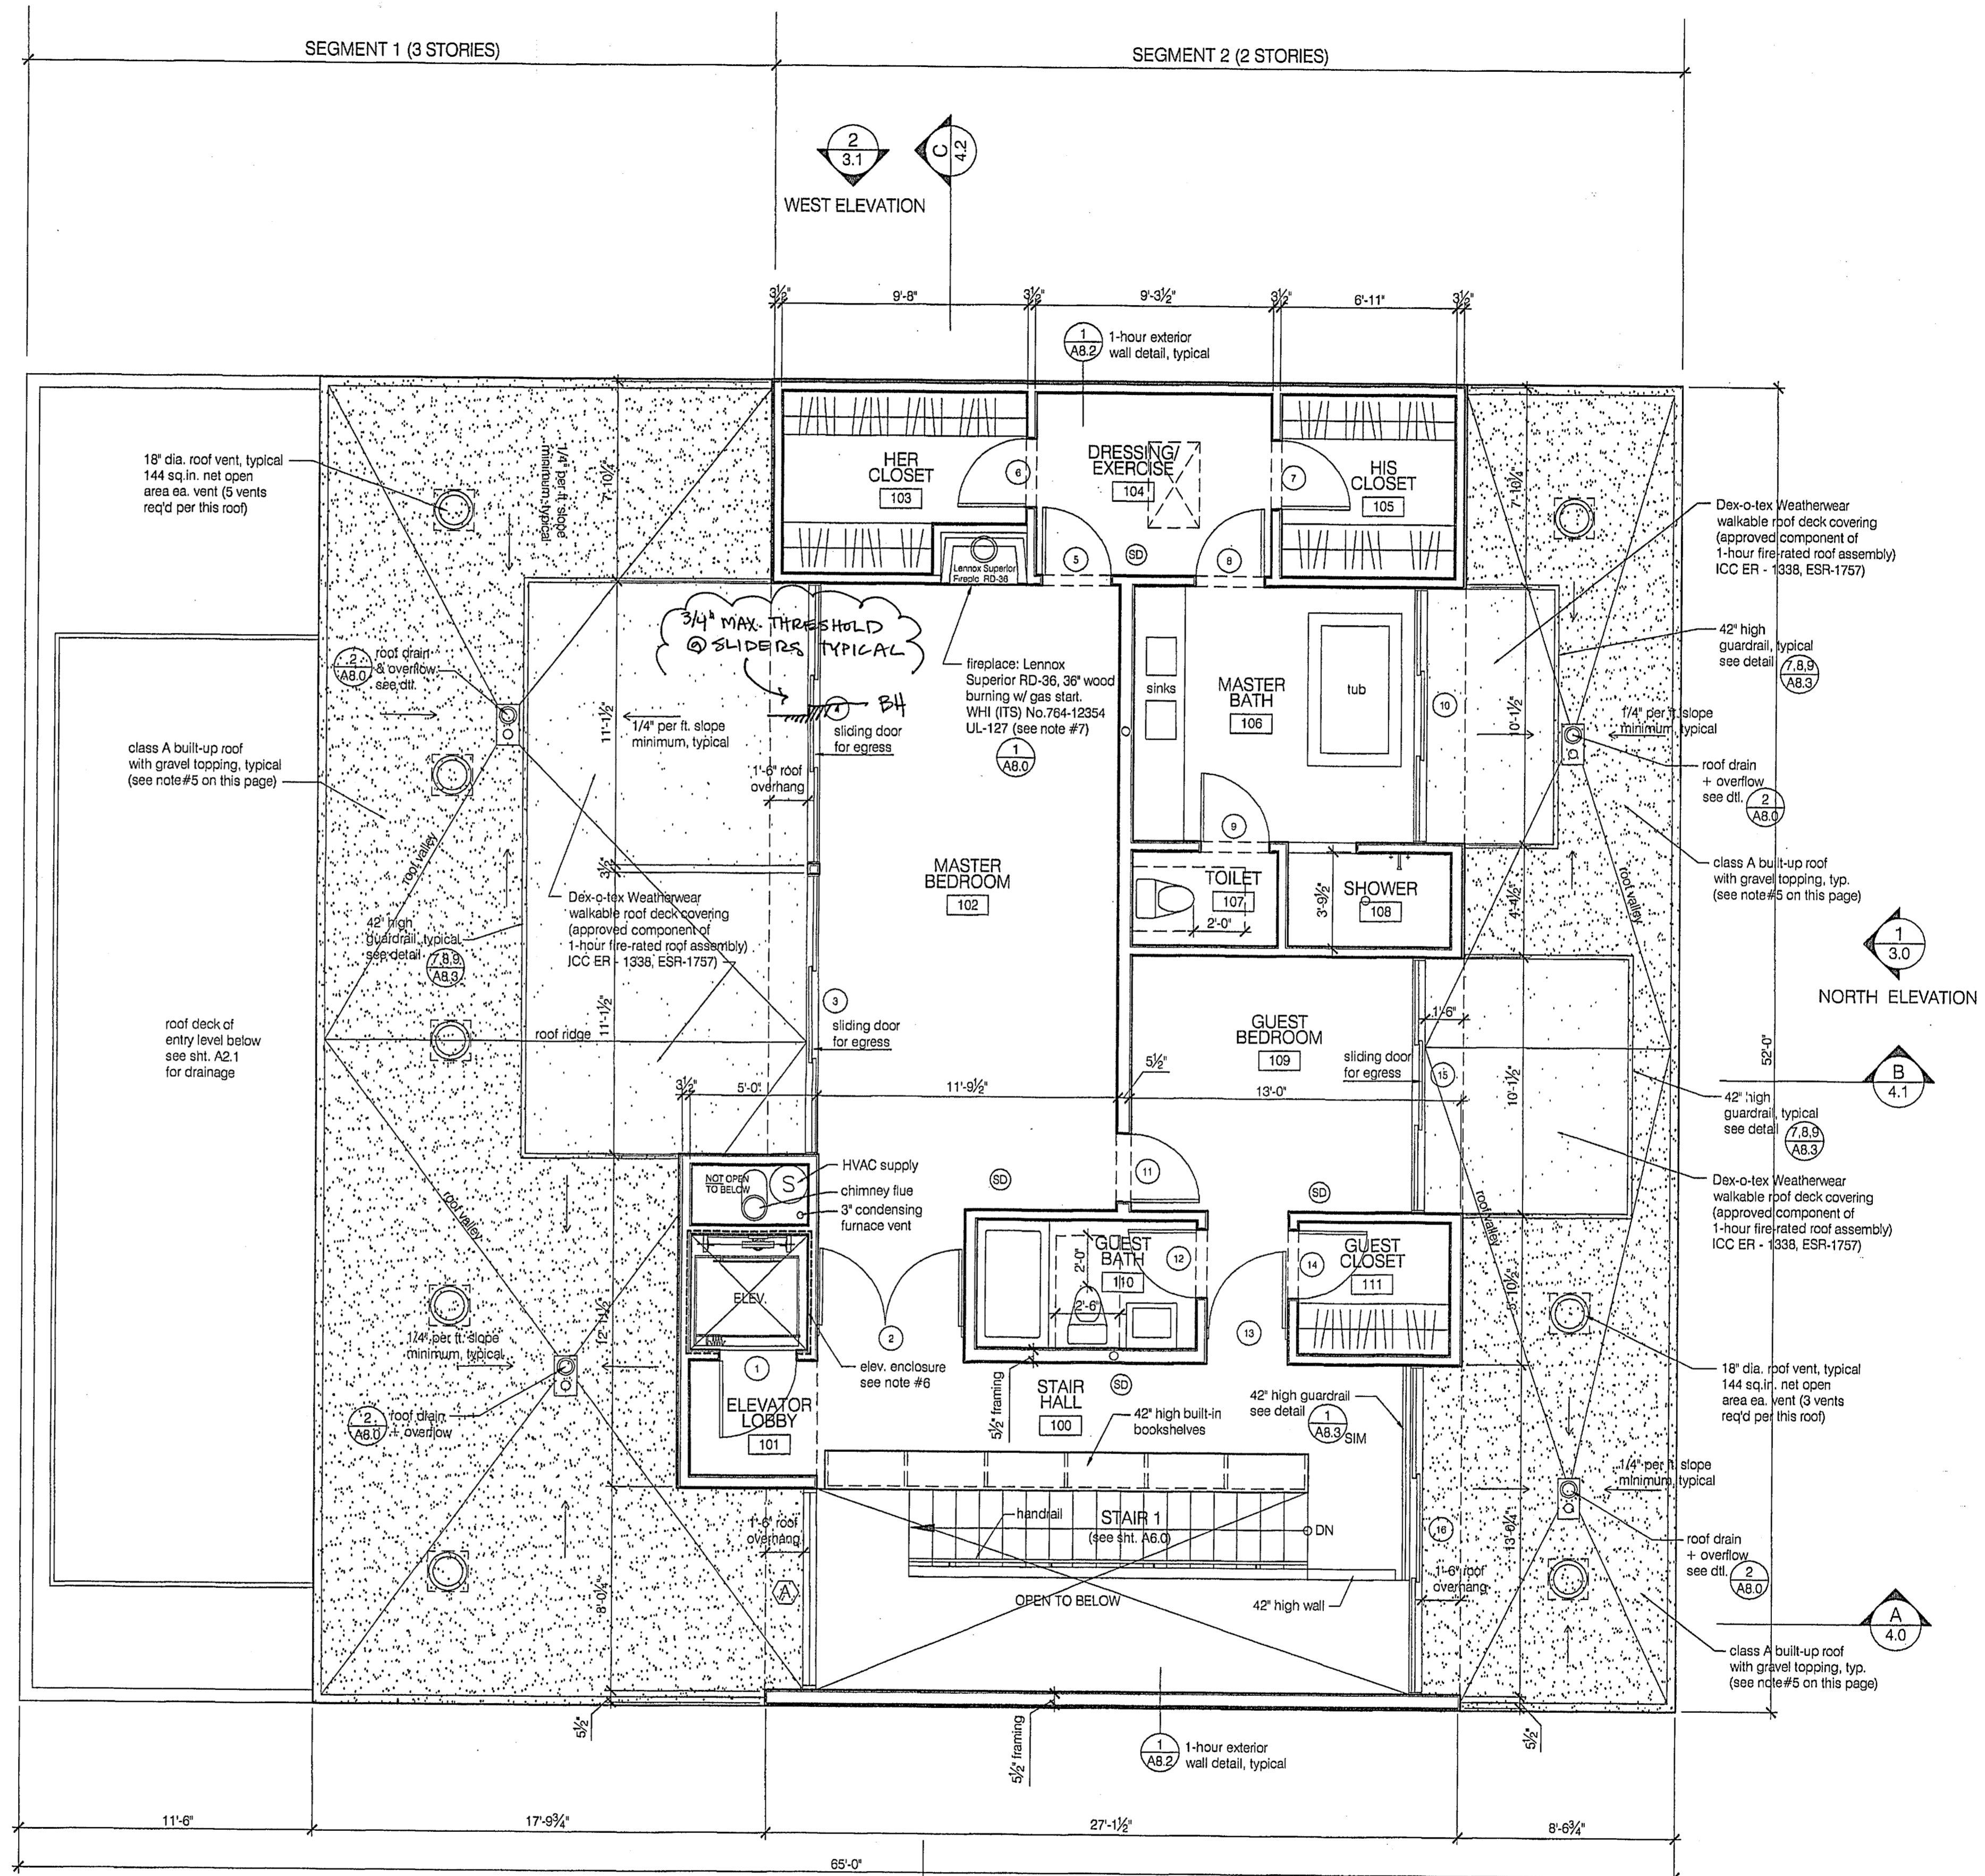 SEGMENT 1 (3 STORIES)
SEGMENT 2 (2 STORIES)
2
3.1
C
4.2
WEST ELEVATION
3½"
9'-8"
3½"
9'-3½"
3½"
6'-11"
3½"
1
A8.2
1-hour exterior
wall detail, typical
18" dia. roof vent, typical
144 sq.in. net open
area ea. vent (5 vents
req'd per this roof)
1/4" per ft. slope
minimum, typical
7'-10¼"
HER
CLOSET
103
6
DRESSING/
EXERCISE
104
7
HIS
CLOSET
105
7'-10¼"
Dex-o-tex Weatherwear
walkable roof deck covering
(approved component of
1-hour fire-rated roof assembly)
ICC ER - 1338, ESR-1757)
Lennox Superior
Fireplc. RD-36
5
SD
8
3/4" MAX. THRESHOLD
@ SLIDERS TYPICAL
BH
2
A8.0
roof drain
& overflow
see dtl.
42" high
guardrail, typical
see detail
7,8,9
A8.3
fireplace: Lennox
Superior RD-36, 36" wood
burning w/ gas start.
WHI (ITS) No.764-12354
UL-127 (see note #7)
1
A8.0
sinks
MASTER
BATH
106
tub
10
10'-1½"
1/4" per ft. slope
minimum, typical
11'-1½"
1/4" per ft. slope
minimum, typical
sliding door
for egress
1'-6" roof
overhang
class A built-up roof
with gravel topping, typical
(see note#5 on this page)
roof drain
+ overflow
see dtl.
2
A8.0
9
roof valley
3½"
MASTER
BEDROOM
102
TOILET
107
2'-0"
3'-9½"
SHOWER
108
4'-4½"
roof valley
class A built-up roof
with gravel topping, typ.
(see note#5 on this page)
Dex-o-tex Weatherwear
walkable roof deck covering
(approved component of
1-hour fire-rated roof assembly)
ICC ER - 1338, ESR-1757)
42" high
guardrail, typical
see detail
7,8,9
A8.3
1
3.0
NORTH ELEVATION
roof deck of
entry level below
see sht. A2.1
for drainage
11'-1½"
roof ridge
3
sliding door
for egress
GUEST
BEDROOM
109
sliding door
for egress
1'-6"
15
10'-1½"
52'-0"
B
4.1
3½"
5'-0"
11'-9½"
5½"
13'-0"
42" high
guardrail, typical
see detail
7,8,9
A8.3
NOT OPEN
TO BELOW
S
HVAC supply
chimney flue
3" condensing
furnace vent
SD
11
SD
Dex-o-tex Weatherwear
walkable roof deck covering
(approved component of
1-hour fire-rated roof assembly)
ICC ER - 1338, ESR-1757)
roof valley
roof valley
ELEV.
GUEST
BATH
110
2'-0"
2'-6"
12
14
GUEST
CLOSET
111
12'-11½"
1/4" per ft. slope
minimum, typical
2
13
1
elev. enclosure
see note #6
18" dia. roof vent, typical
144 sq.in. net open
area ea. vent (3 vents
req'd per this roof)
2
A8.0
roof drain
+ overflow
ELEVATOR
LOBBY
101
5½" framing
STAIR
HALL
100
SD
42" high built-in
bookshelves
42" high guardrail
see detail
1
A8.3
SIM
1/4" per ft. slope
minimum, typical
handrail
STAIR 1
(see sht. A6.0)
DN
16
13'-6¼"
1'-6" roof
overhang
roof drain
+ overflow
see dtl.
2
A8.0
A
8'-0¼"
OPEN TO BELOW
42" high wall
1'-6" roof
overhang
A
4.0
class A built-up roof
with gravel topping, typ.
(see note#5 on this page)
5½"
5½" framing
1
A8.2
1-hour exterior
wall detail, typical
5½"
11'-6"
17'-9¾"
27'-1½"
8'-6¾"
65'-0"